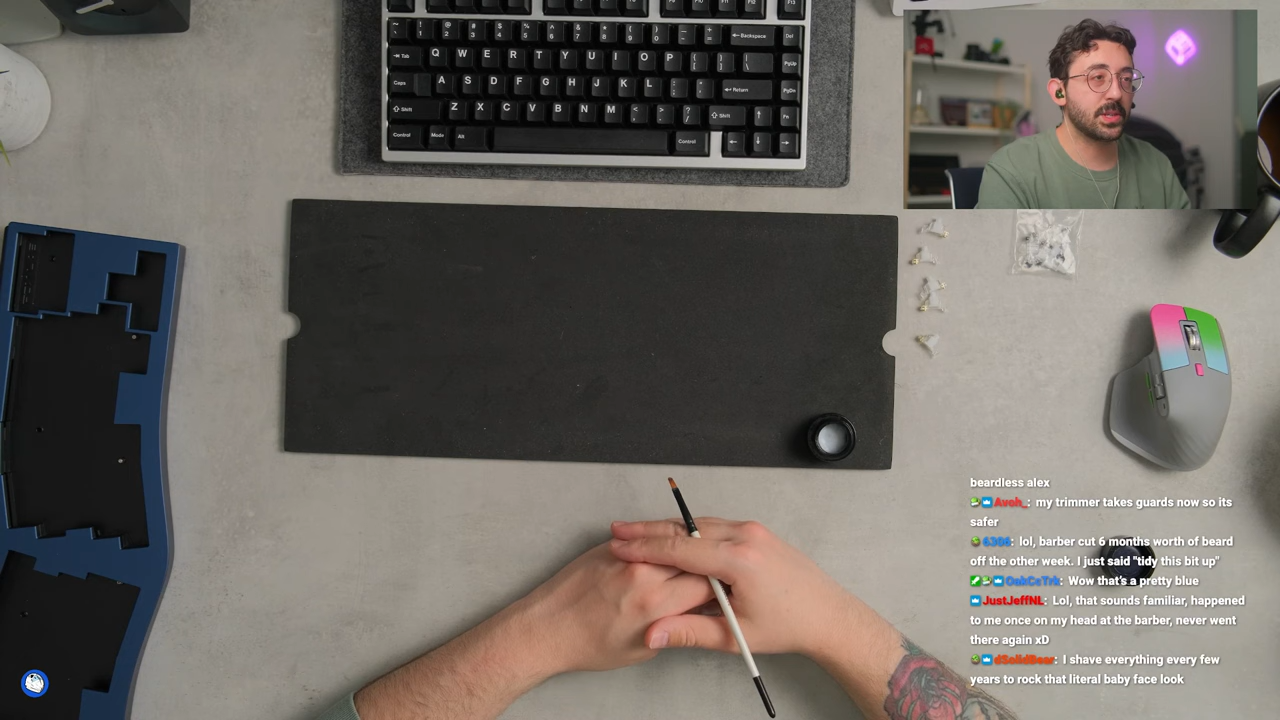 ← Backspace
Del
Tab
Q W E R T Y U I O P [ ] \
PgUp
Caps
A S D F G H J K L ;
← Return
PgDn
Shift
Z X C V B N M < > ? /
Shift
Fn
Control
Mode
Alt
Control
beardless alex
Avoh_: my trimmer takes guards now so its
safer
6306: lol, barber cut 6 months worth of beard
off the other week. I just said "tidy this bit up"
OakCsTrk: Wow that's a pretty blue
JustJeffNL: Lol, that sounds familiar, happened
to me once on my head at the barber, never went
there again xD
dSolidBear: I shave everything every few
years to rock that literal baby face look